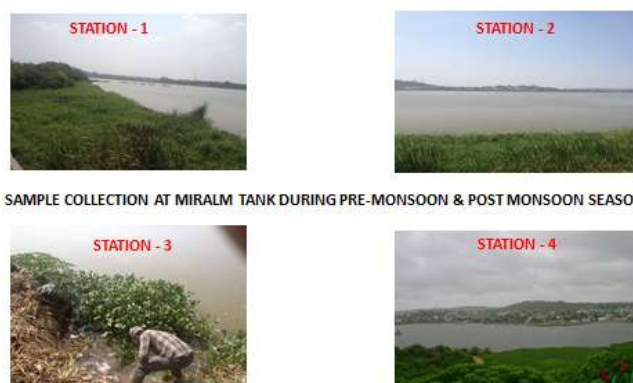 STATION - 1
STATION - 2
SAMPLE COLLECTION AT MIRALM TANK DURING PRE-MONSOON & POST MONSOON SEASO
STATION - 3
STATION - 4